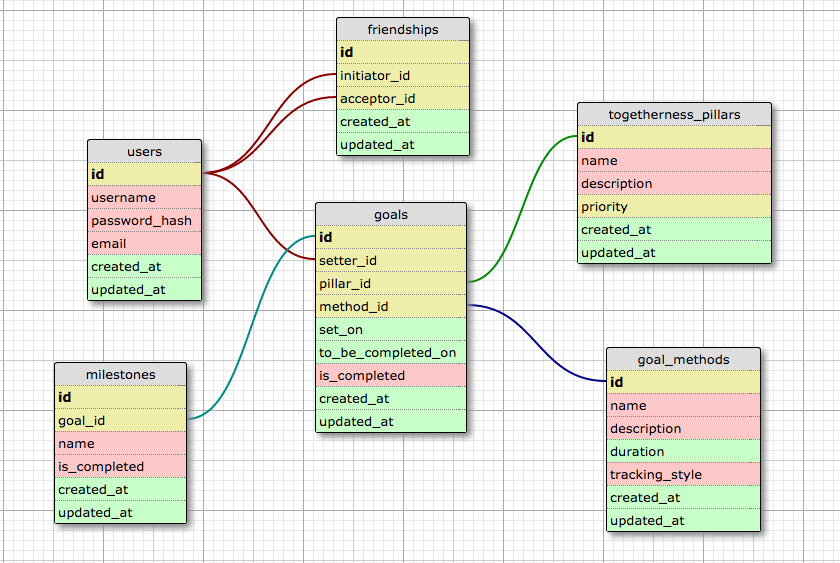 friendships
id
initiator_id
acceptor_id
created_at
updated_at
togetherness_pillars
id
name
description
priority
created_at
updated_at
users
id
username
password_hash
email
created_at
updated_at
goals
id
setter_id
pillar_id
method_id
set_on
to_be_completed_on
is_completed
created_at
updated_at
milestones
id
goal_id
name
is_completed
created_at
updated_at
goal_methods
id
name
description
duration
tracking_style
created_at
updated_at